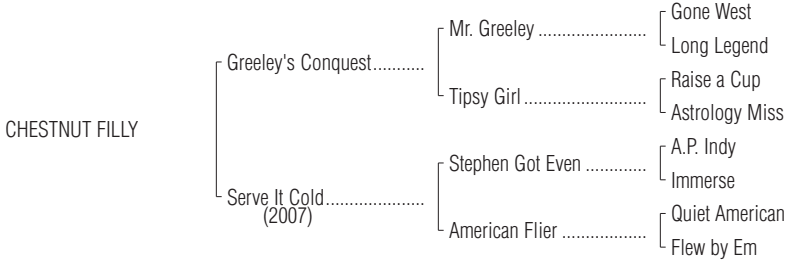 Gone West
Mr. Greeley ........................
Long Legend
Greeley's Conquest...........
Raise a Cup
Tipsy Girl ...........................
Astrology Miss
CHESTNUT FILLY
A.P. Indy
Stephen Got Even .............
Immerse
Serve It Cold.....................
(2007)
Quiet American
American Flier ..................
Flew by Em